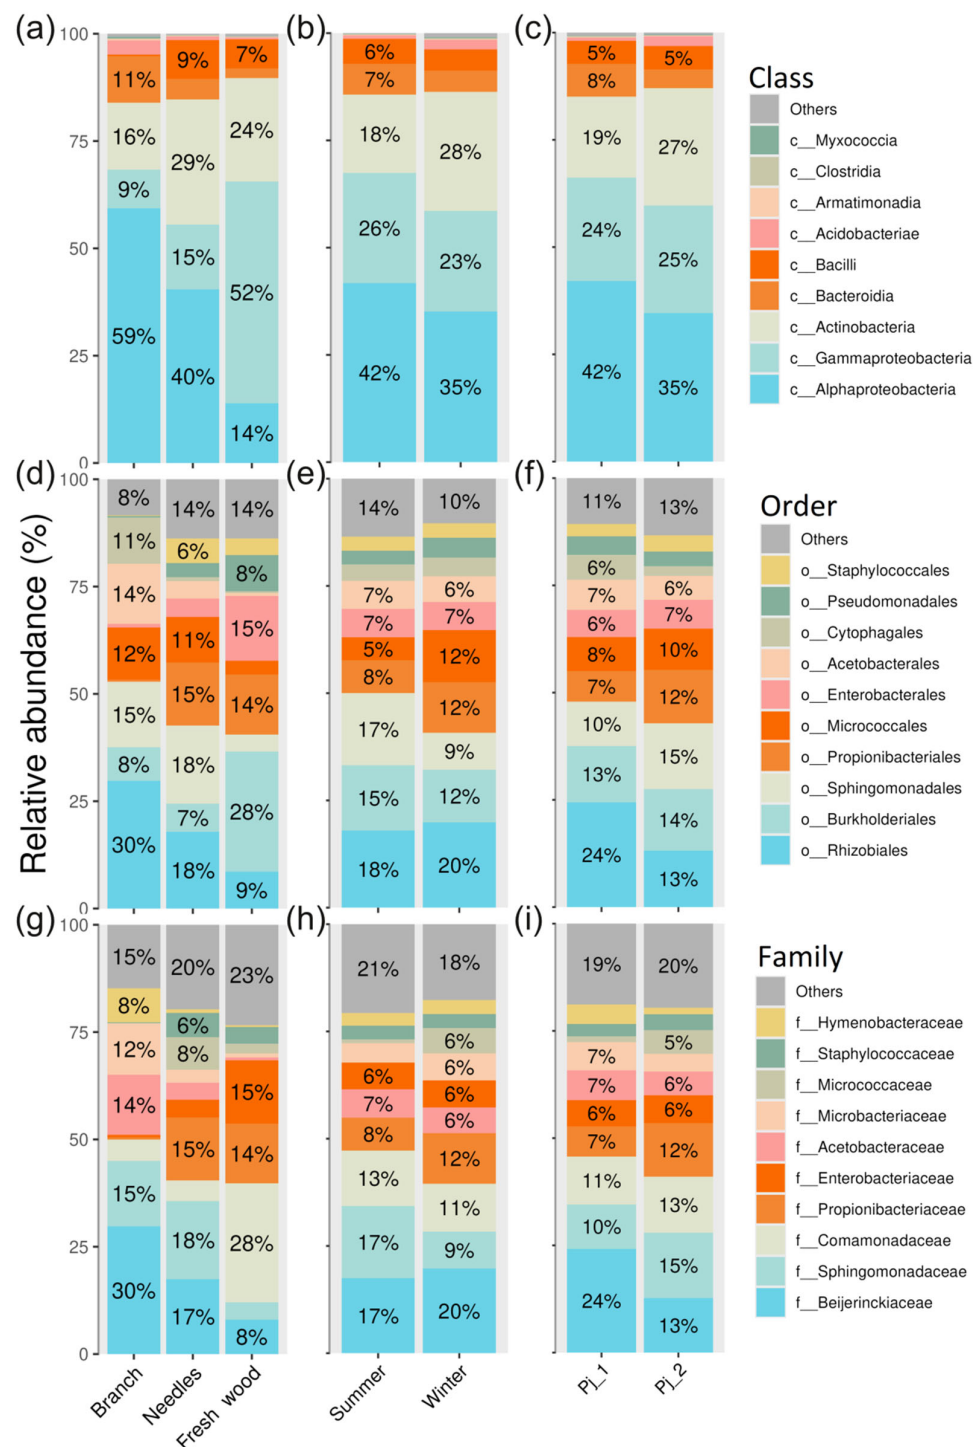 (a)
(b)
(c)
100
75
50
25
0
11%
16%
9%
59%
9%
29%
15%
40%
7%
24%
52%
14%
6%
7%
18%
26%
42%
28%
23%
35%
5%
8%
19%
24%
42%
5%
27%
25%
35%
Class
Others
c__Myxococcia
c__Clostridia
c__Armatimonadia
c__Acidobacteriae
c__Bacilli
c__Bacteroidia
c__Actinobacteria
c__Gammaproteobacteria
c__Alphaproteobacteria
Relative abundance (%)
(d)
(e)
(f)
100
75
50
25
0
8%
11%
14%
12%
15%
8%
30%
14%
6%
11%
15%
18%
7%
18%
14%
8%
15%
14%
28%
9%
14%
7%
7%
5%
8%
17%
15%
18%
10%
6%
7%
12%
12%
9%
12%
20%
11%
6%
7%
6%
8%
7%
10%
13%
24%
13%
6%
7%
10%
12%
15%
14%
13%
Order
Others
o__Staphylococcales
o__Pseudomonadales
o__Cytophagales
o__Acetobacterales
o__Enterobacterales
o__Micrococcales
o__Propionibacteriales
o__Sphingomonadales
o__Burkholderiales
o__Rhizobiales
(g)
(h)
(i)
100
75
50
25
0
15%
8%
12%
14%
15%
30%
20%
6%
8%
15%
18%
17%
23%
15%
14%
28%
8%
21%
6%
7%
8%
13%
17%
17%
18%
6%
6%
6%
6%
12%
11%
9%
20%
19%
7%
7%
6%
7%
11%
10%
24%
20%
5%
6%
6%
12%
13%
15%
13%
Family
Others
f__Hymenobacteraceae
f__Staphylococcaceae
f__Micrococcaceae
f__Microbacteriaceae
f__Acetobacteraceae
f__Enterobacteriaceae
f__Propionibacteriaceae
f__Comamonadaceae
f__Sphingomonadaceae
f__Beijerinckiaceae
Branch
Needles
Fresh wood
Summer
Winter
Pj_1
Pj_2